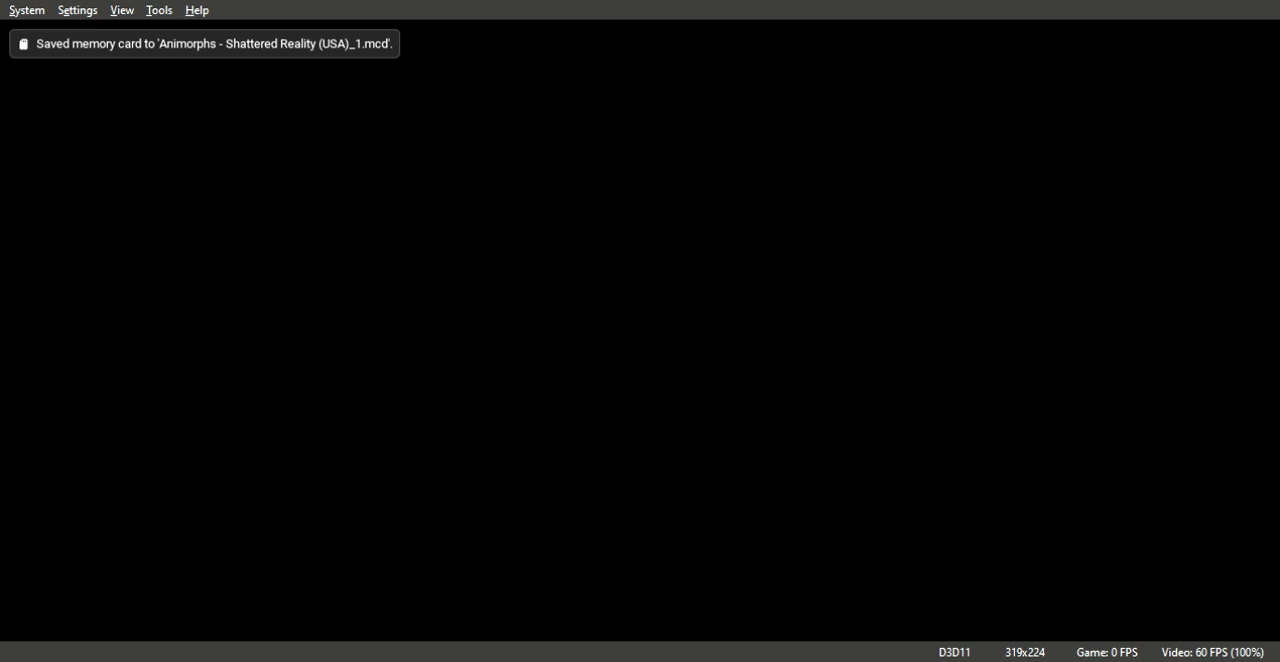 System Settings View Tools Help
Saved memory card to 'Animorphs - Shattered Reality (USA)_1.mcd'.
D3D11 319x224 Game: 0 FPS Video: 60 FPS (100%)